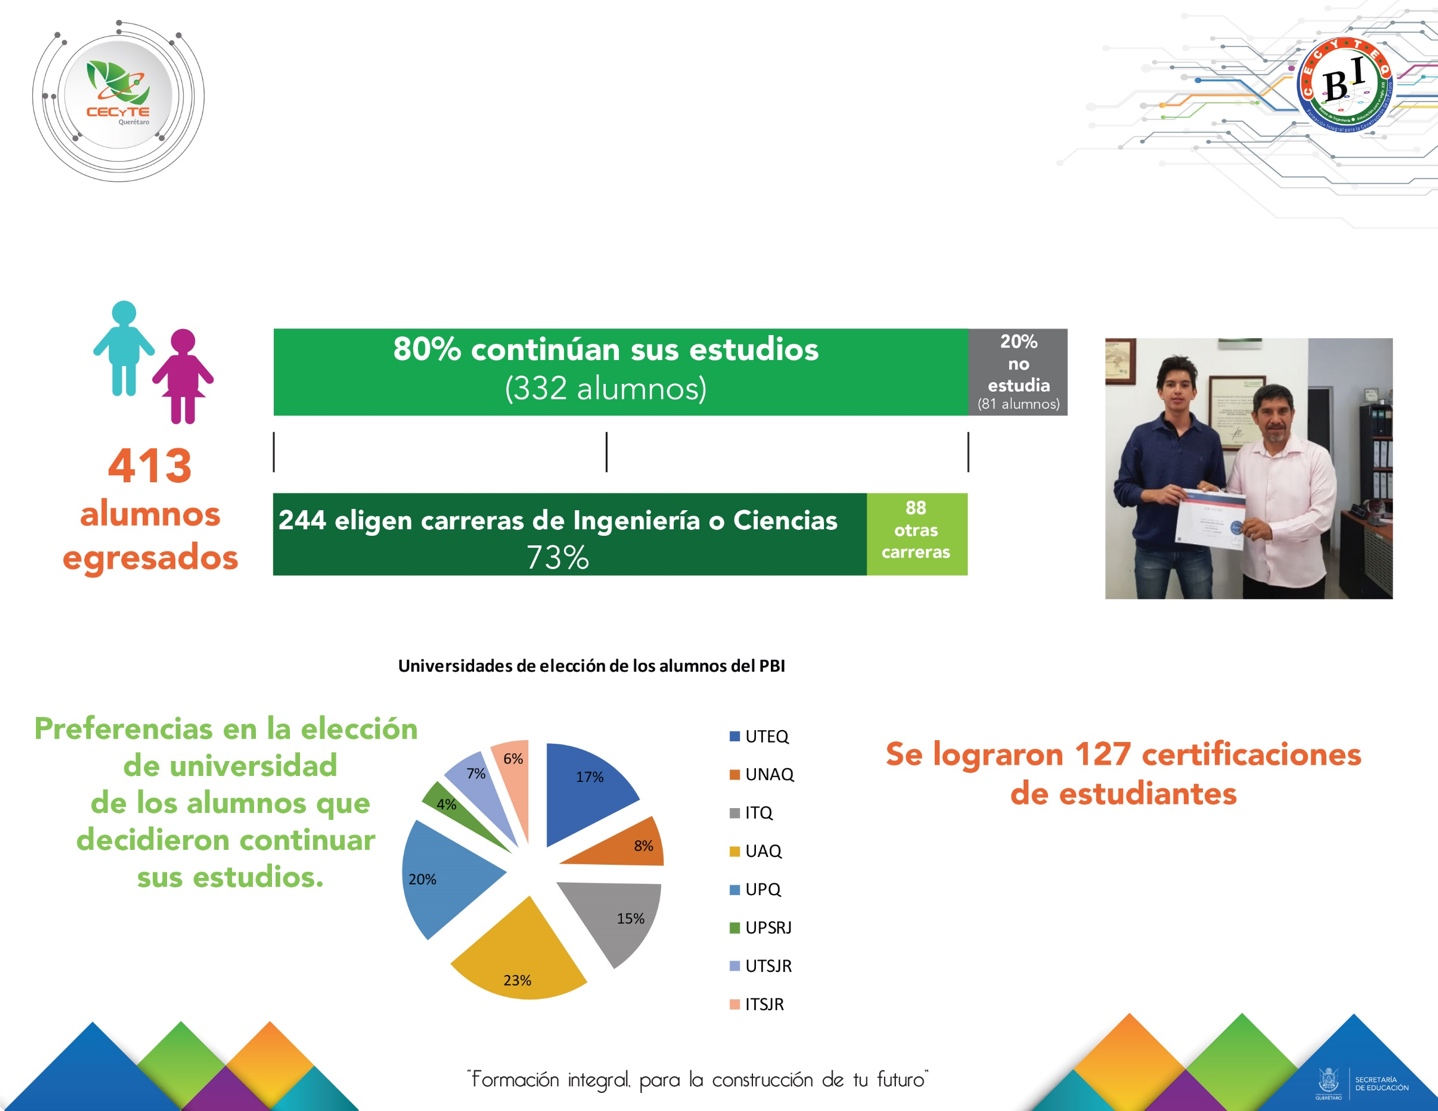 CECyTE
Querétaro
CECYTEQ
BI
80% continúan sus estudios
(332 alumnos)
20%
no
estudia
(81 alumnos)
413
alumnos
egresados
244 eligen carreras de Ingeniería o Ciencias
73%
88
otras
carreras
Universidades de elección de los alumnos del PBI
Preferencias en la elección
de universidad
de los alumnos que
decidieron continuar
sus estudios.
17%
8%
15%
23%
20%
4%
7%
6%
UTEQ
UNAQ
ITQ
UAQ
UPQ
UPSRJ
UTSJR
ITSJR
Se lograron 127 certificaciones
de estudiantes
"Formación integral, para la construcción de tu futuro"
QUERÉTARO
SECRETARÍA
DE EDUCACIÓN